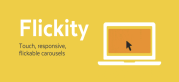 Flickity
Touch, responsive,
flickable carousels